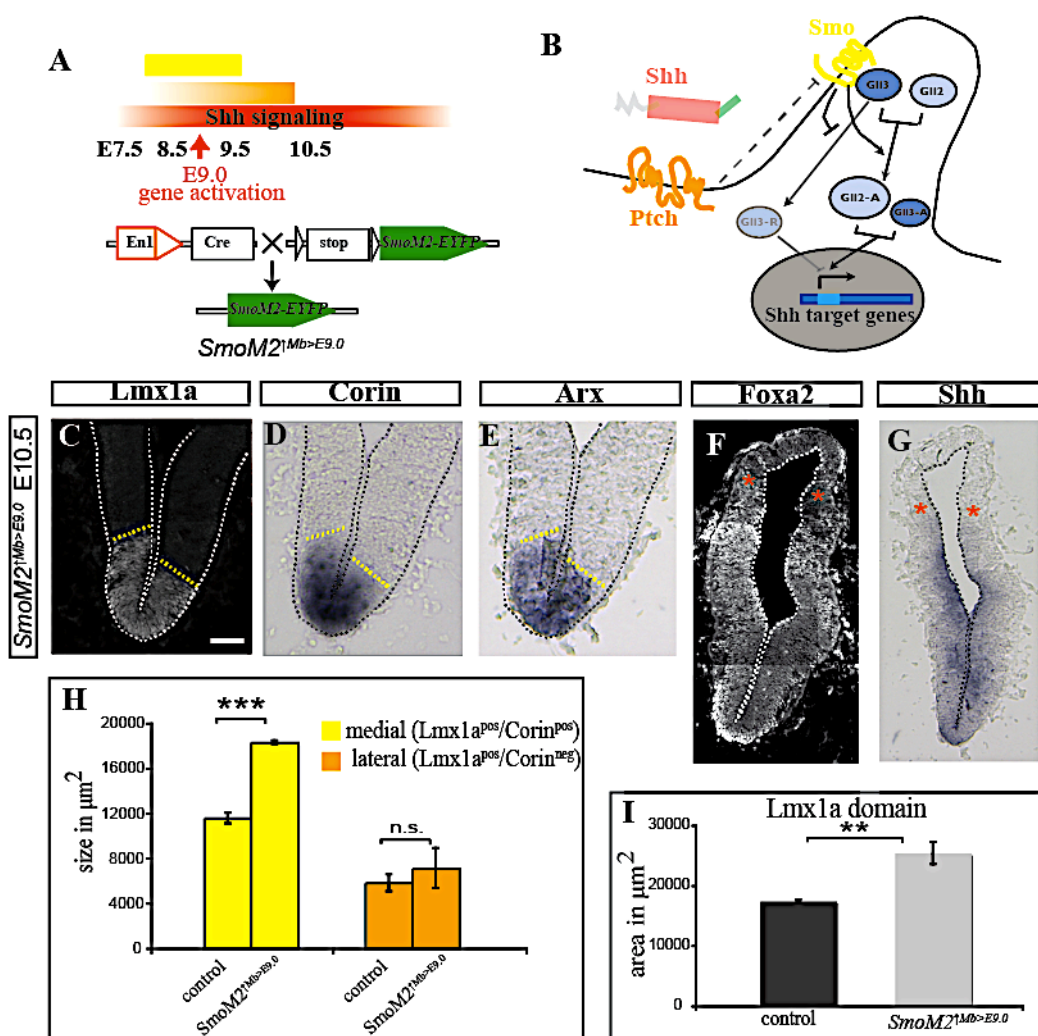 A
Shh signaling
E7.5 8.5 9.5 10.5
E9.0
gene activation
En1 Cre stop SmoM2-EYFP
SmoM2-EYFP
SmoM2↑Mb>E9.0
B
Smo
Shh
Gli3
Gli2
Ptch
Gli2-A
Gli3-A
Gli3-R
Shh target genes
Lmx1a Corin Arx Foxa2 Shh
SmoM2↑Mb>E9.0 E10.5
C D E F G
* * * *
H
20000
16000
12000
8000
4000
0
size in µm2
***
n.s.
medial (Lmx1apos/Corinpos)
lateral (Lmx1apos/Corinneg)
control
SmoM2↑Mb>E9.0
control
SmoM2↑Mb>E9.0
I
Lmx1a domain
30000
20000
10000
0
area in µm2
**
control
SmoM2↑Mb>E9.0